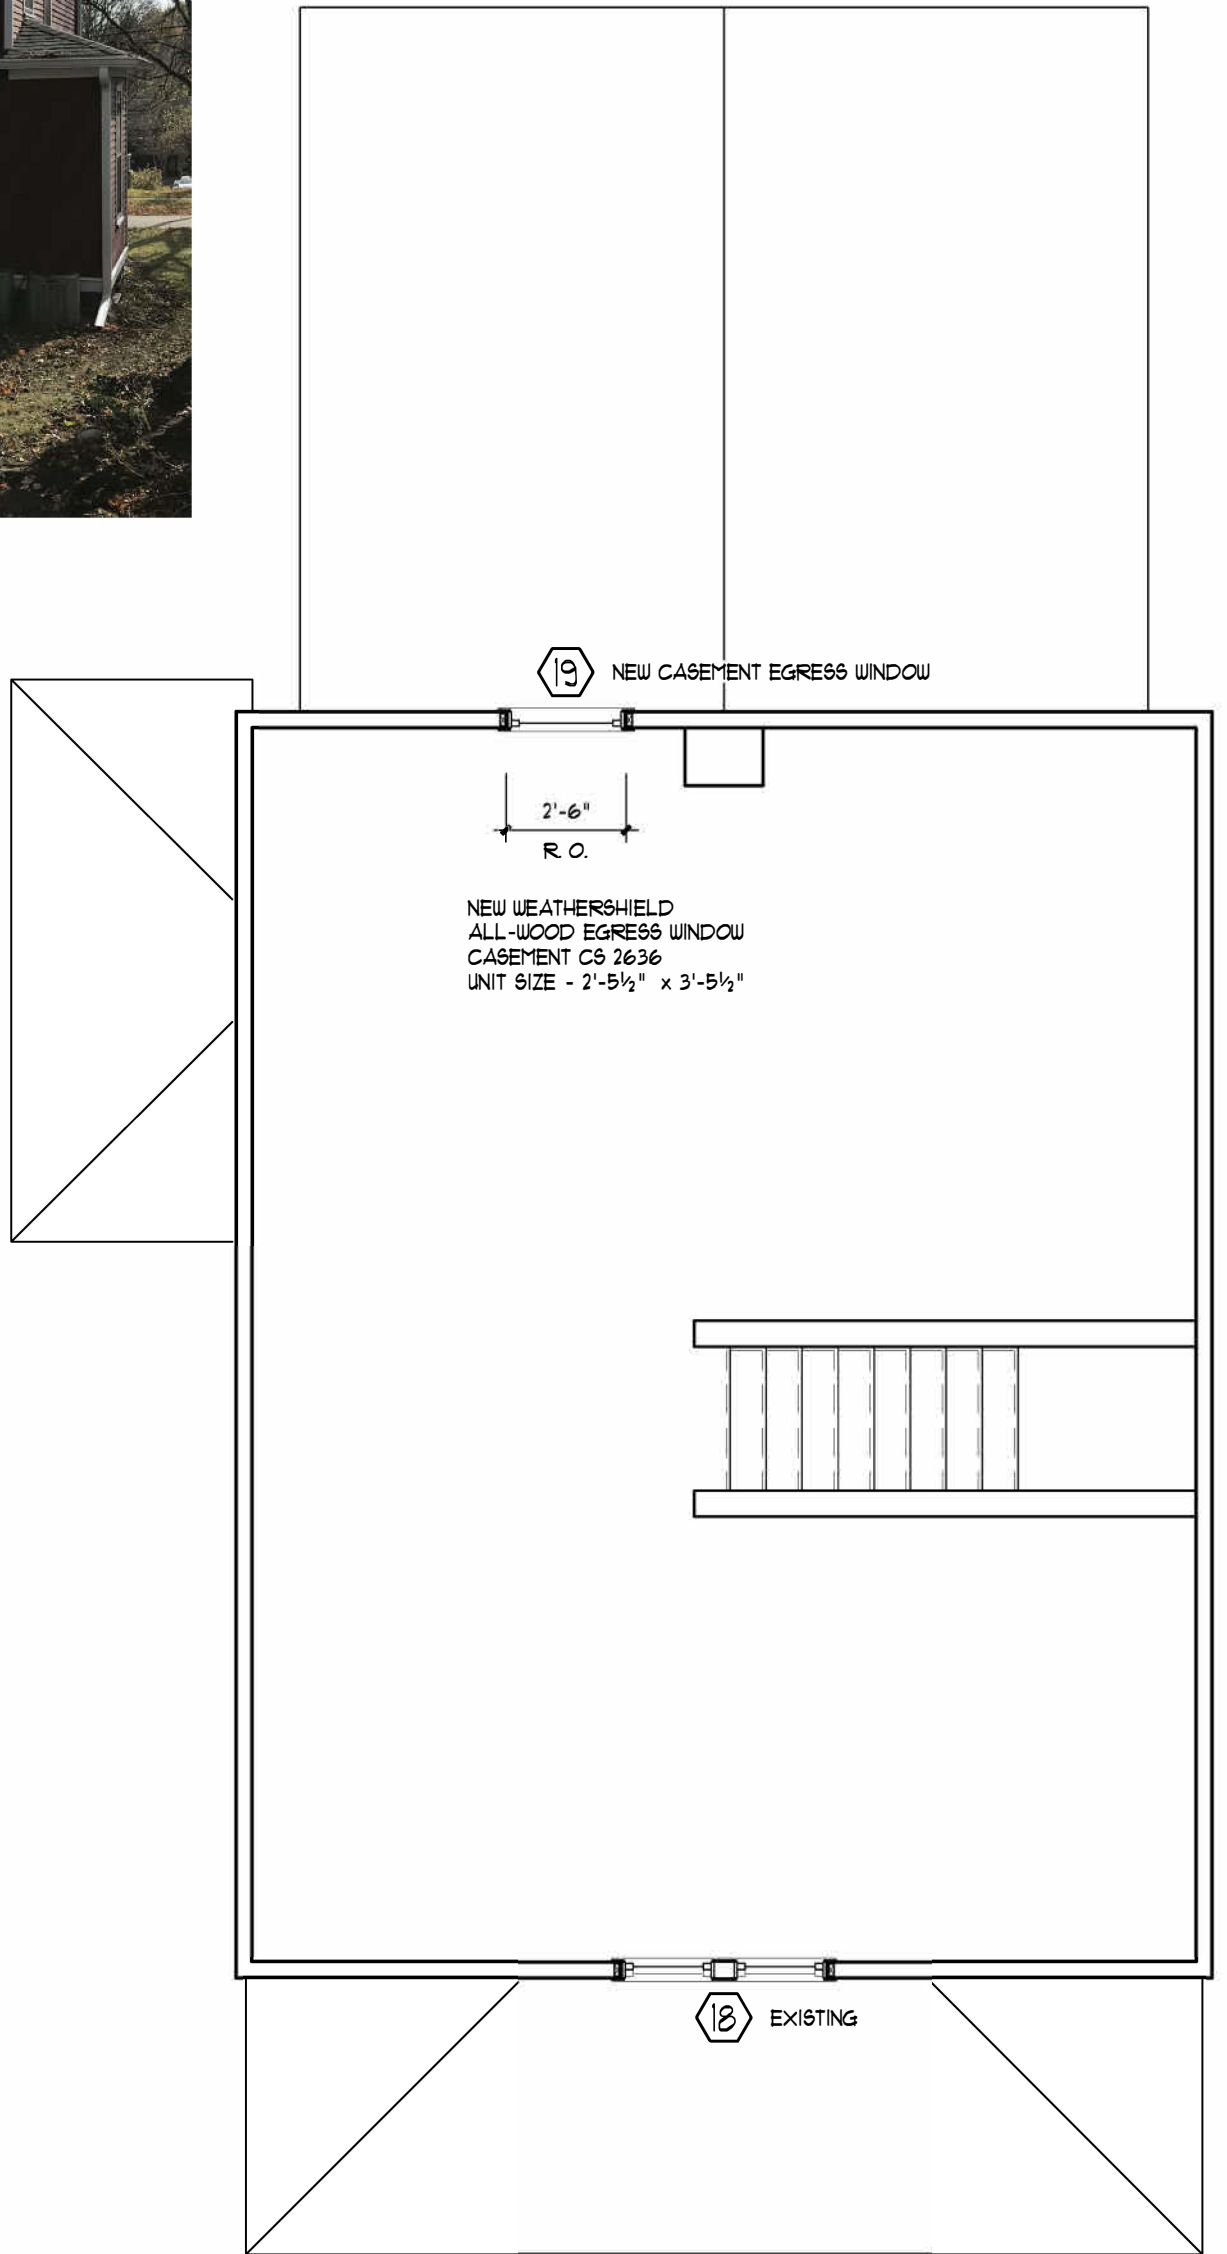 19 NEW CASEMENT EGRESS WINDOW
2'-6"
R.O.
NEW WEATHERSHIELD
ALL-WOOD EGRESS WINDOW
CASEMENT CS 2636
UNIT SIZE - 2'-5½" x 3'-5½"
18 EXISTING